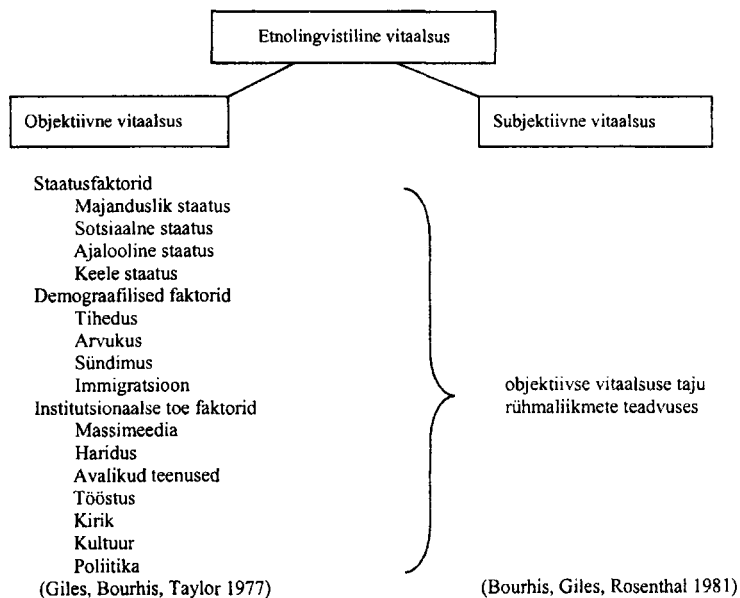 Etnolingvistiline vitaalsus
Objektiivne vitaalsus
Subjektiivne vitaalsus
Staatusfaktorid
Majanduslik staatus
Sotsiaalne staatus
Ajalooline staatus
Keele staatus
Demograafilised faktorid
Tihedus
Arvukus
Sündimus
Immigratsioon
Institutsionaalse toe faktorid
Massimeedia
Haridus
Avalikud teenused
Tööstus
Kirik
Kultuur
Poliitika
(Giles, Bourhis, Taylor 1977)
objektiivse vitaalsuse taju
rühmaliikmete teadvuses
(Bourhis, Giles, Rosenthal 1981)